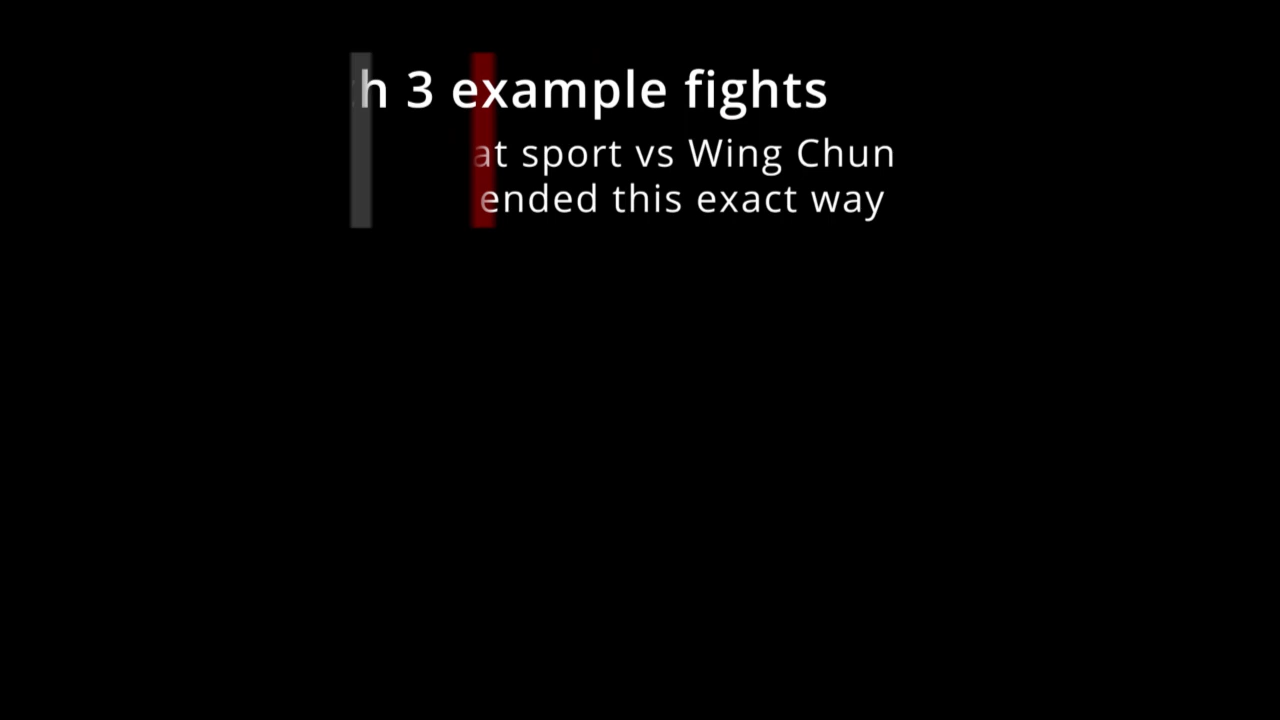 h 3 example fights
at sport vs Wing Chun
ended this exact way